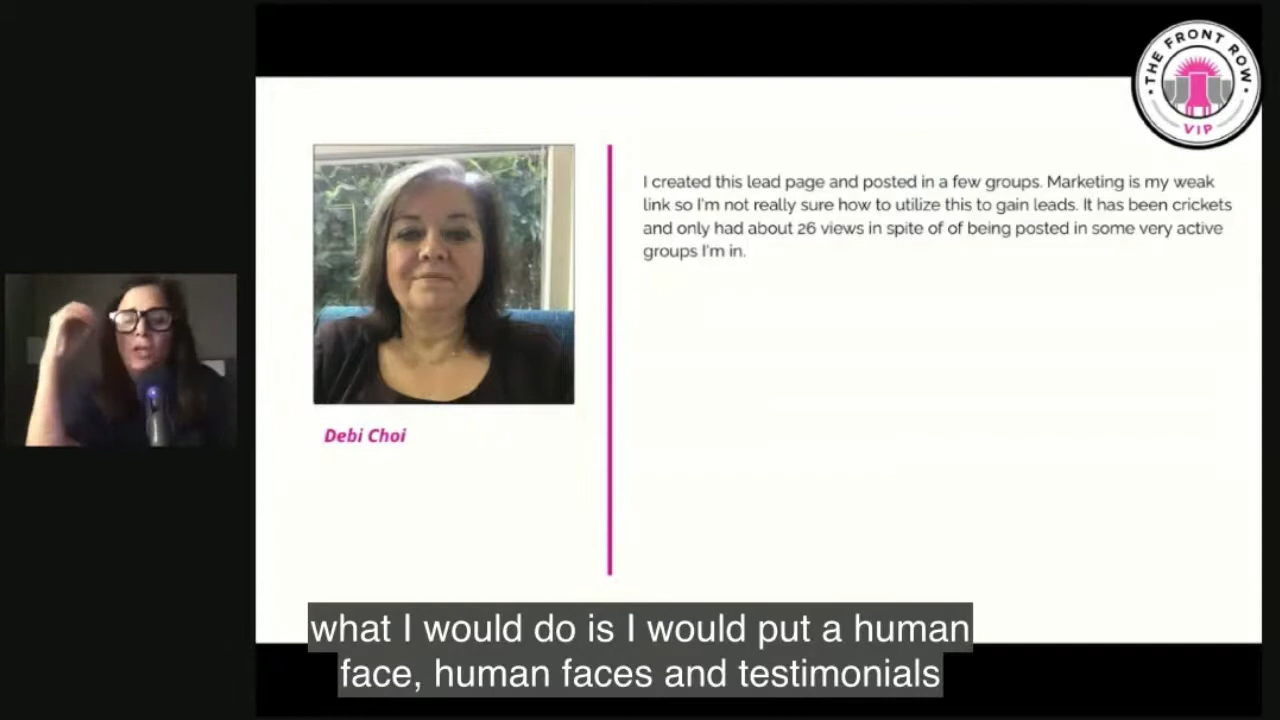 THE FRONT ROW
VIP
I created this lead page and posted in a few groups. Marketing is my weak
link so I'm not really sure how to utilize this to gain leads. It has been crickets
and only had about 26 views in spite of of being posted in some very active
groups I'm in.
Debi Choi
what I would do is I would put a human
face, human faces and testimonials